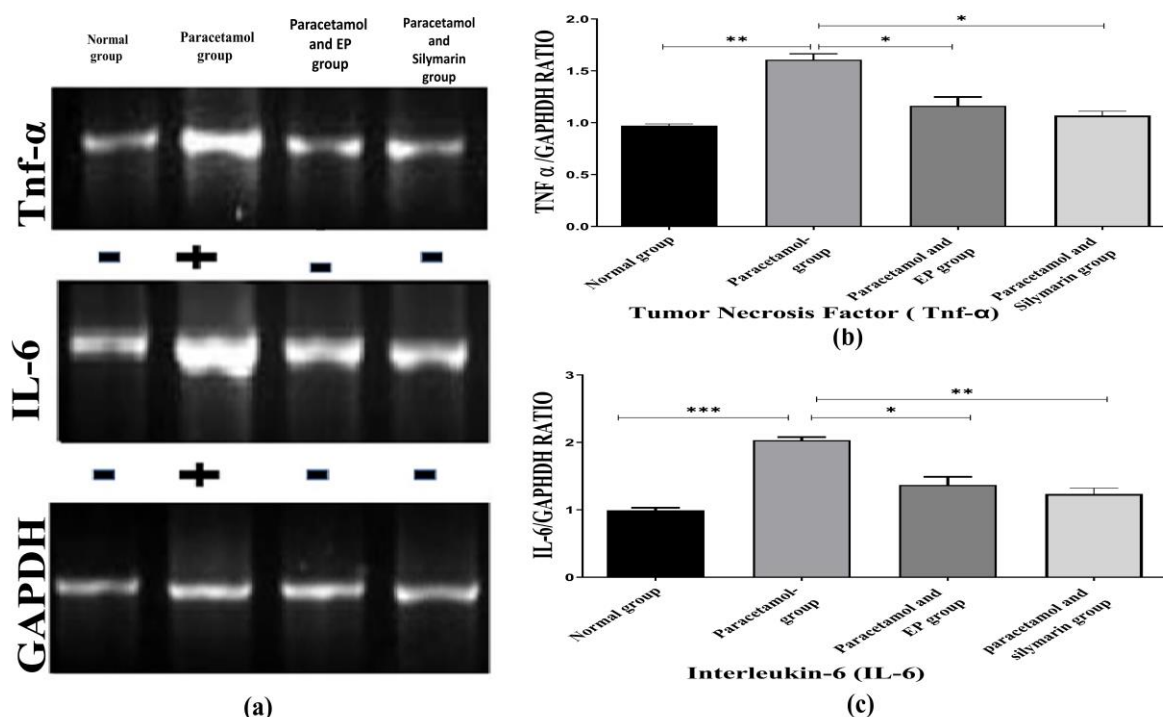 Normal
group
Paracetamol
group
Paracetamol
and EP
group
Paracetamol
and
Silymarin
group
Tnf-α
IL-6
GAPDH
(a)
TNF α/GAPHDH RATIO
2.0
1.5
1.0
0.5
0.0
**
*
*
Normal group
Paracetamol-
group
Paracetamol and
EP group
Paracetamol and
Silymarin group
Tumor Necrosis Factor ( Tnf-α)
(b)
IL-6/GAPHDH RATIO
3
2
1
0
***
*
**
Normal group
Paracetamol-
group
Paracetamol and
EP group
paracetamol and
silymarin group
Interleukin-6 (IL-6)
(c)